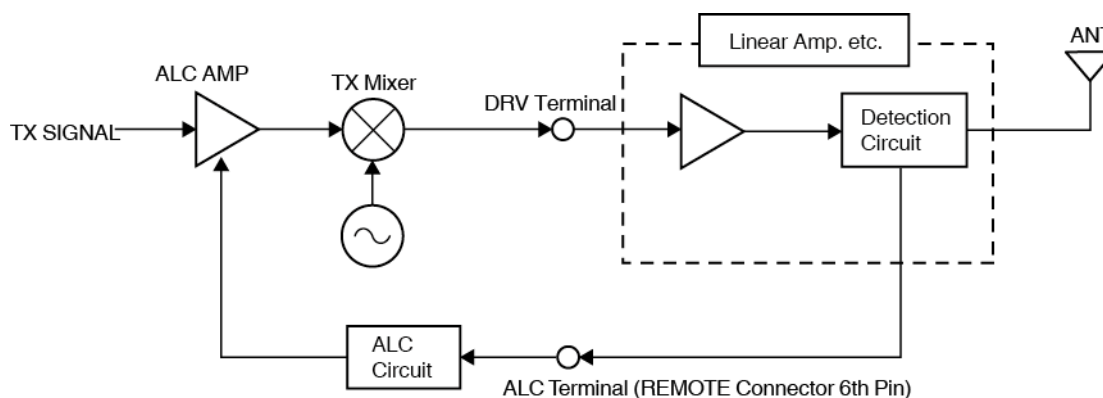 Linear Amp. etc.
ANT
ALC AMP
TX Mixer
DRV Terminal
TX SIGNAL
Detection
Circuit
ALC
Circuit
ALC Terminal (REMOTE Connector 6th Pin)